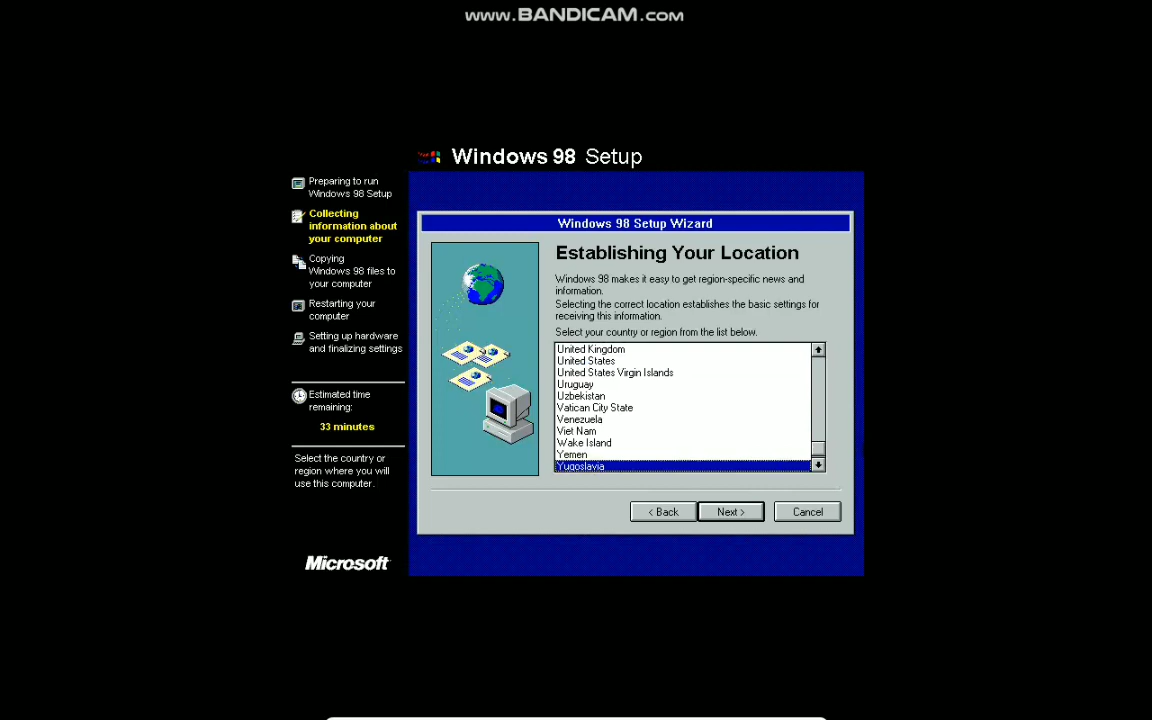 www.BANDICAM.com
Windows 98 Setup
Preparing to run
Windows 98 Setup
Collecting
information about
your computer
Copying
Windows 98 files to
your computer
Restarting your
computer
Setting up hardware
and finalizing settings
Estimated time
remaining:
33 minutes
Select the country or
region where you will
use this computer.
Microsoft
Windows 98 Setup Wizard
Establishing Your Location
Windows 98 makes it easy to get region-specific news and
information.
Selecting the correct location establishes the basic settings for
receiving this information.
Select your country or region from the list below.
United Kingdom
United States
United States Virgin Islands
Uruguay
Uzbekistan
Vatican City State
Venezuela
Viet Nam
Wake Island
Yemen
Yugoslavia
< Back
Next >
Cancel